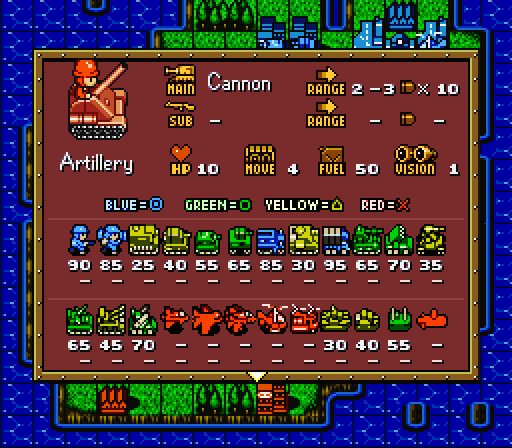 MAIN Cannon RANGE 2-3 × 10
SUB - RANGE - -
Artillery HP 10 MOVE 4 FUEL 50 VISION 1
BLUE=◎ GREEN=○ YELLOW=△ RED=×
90 85 25 40 55 65 85 30 95 65 70 35
- - - - - - - - - - - -
65 45 70 - - - - - 30 40 55 -
- - - - - - - - - - - -